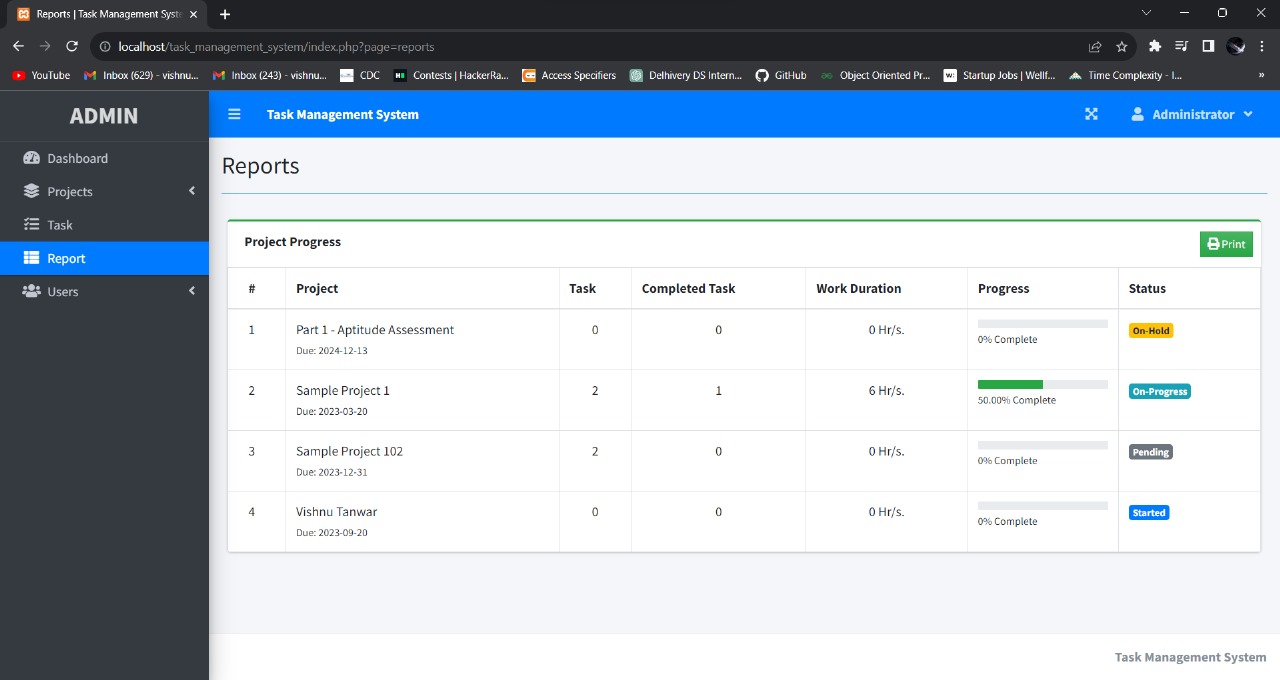 Reports | Task Management Syste
localhost/task_management_system/index.php?page=reports
YouTube
Inbox (629) - vishnu...
Inbox (243) - vishnu...
CDC
Contests | HackerRa...
Access Specifiers
Delhivery DS Intern...
GitHub
Object Oriented Pr...
Startup Jobs | Wellf...
Time Complexity - I...
»
ADMIN
Task Management System
Administrator
Dashboard
Projects
Task
Report
Users
Reports
Project Progress
Print
# Project Task Completed Task Work Duration Progress Status
1 Part 1 - Aptitude Assessment 0 0 0 Hr/s. On-Hold
Due: 2024-12-13 0% Complete
2 Sample Project 1 2 1 6 Hr/s. On-Progress
Due: 2023-03-20 50.00% Complete
3 Sample Project 102 2 0 0 Hr/s. Pending
Due: 2023-12-31 0% Complete
4 Vishnu Tanwar 0 0 0 Hr/s. Started
Due: 2023-09-20 0% Complete
Task Management System